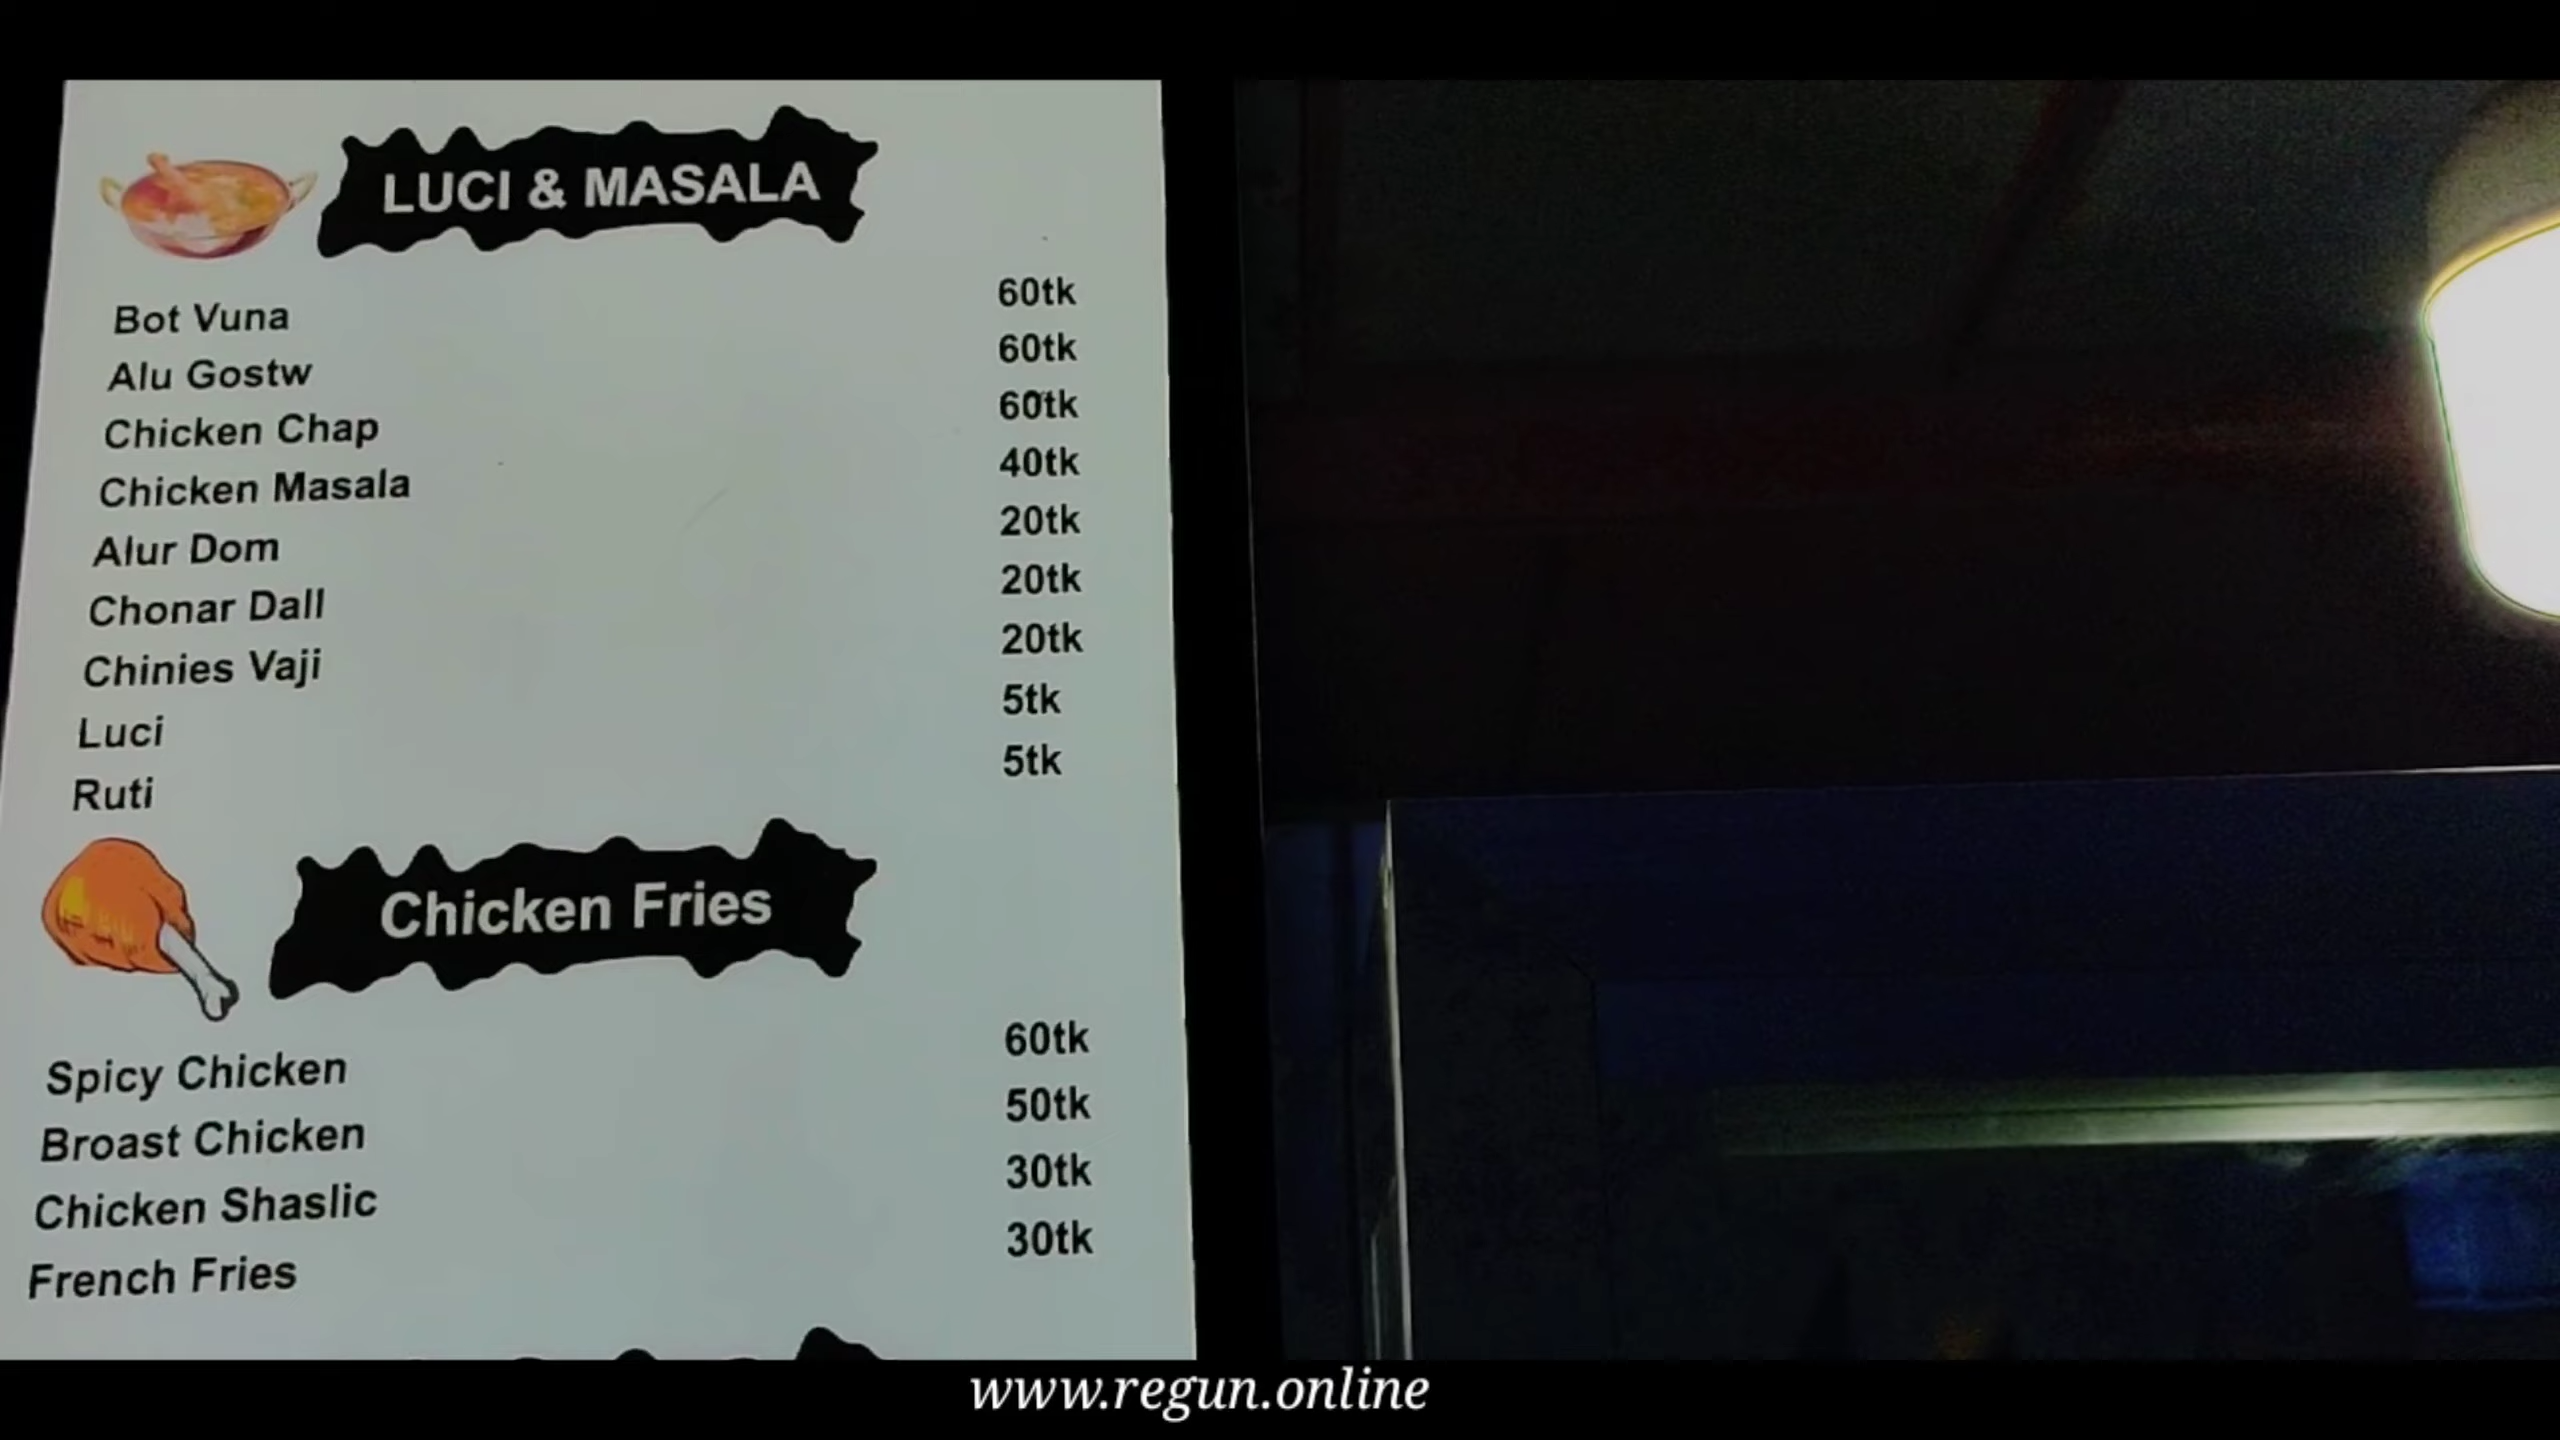 LUCI & MASALA
Bot Vuna 60tk
Alu Gostw 60tk
Chicken Chap 60tk
Chicken Masala 40tk
Alur Dom 20tk
Chonar Dall 20tk
Chinies Vaji 20tk
Luci 5tk
Ruti 5tk
Chicken Fries
Spicy Chicken 60tk
Broast Chicken 50tk
Chicken Shaslic 30tk
French Fries 30tk
www.regun.online